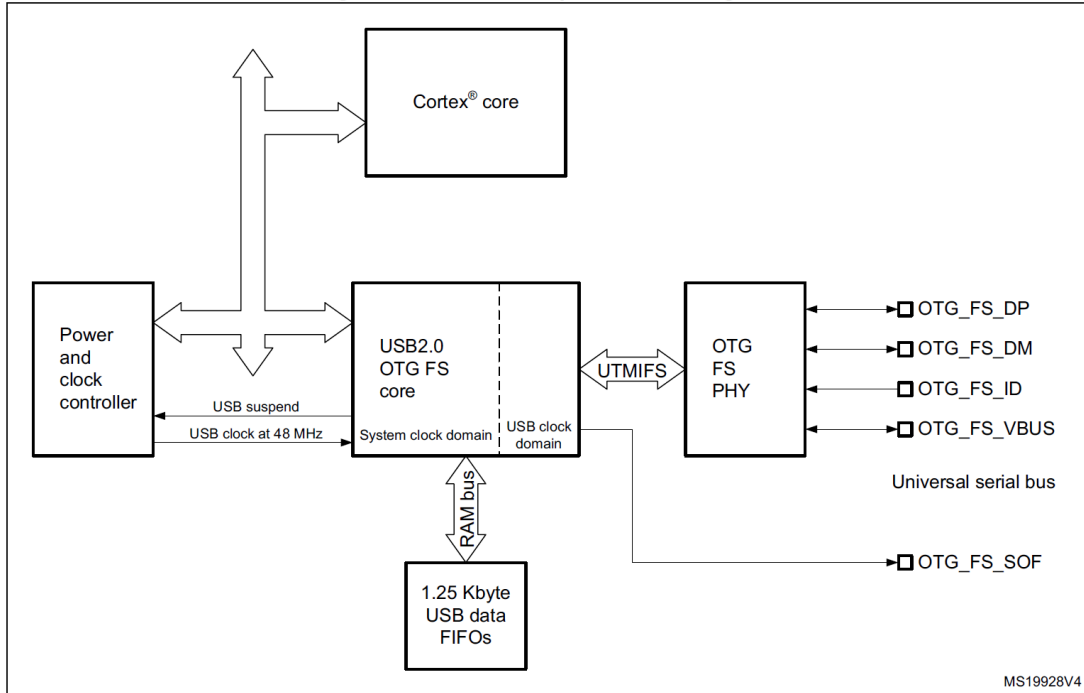 Cortex® core
Power
and
clock
controller
USB2.0
OTG FS
core
UTMIFS
OTG
FS
PHY
OTG_FS_DP
OTG_FS_DM
OTG_FS_ID
OTG_FS_VBUS
USB suspend
USB clock at 48 MHz
System clock domain
USB clock
domain
Universal serial bus
RAM bus
OTG_FS_SOF
1.25 Kbyte
USB data
FIFOs
MS19928V4